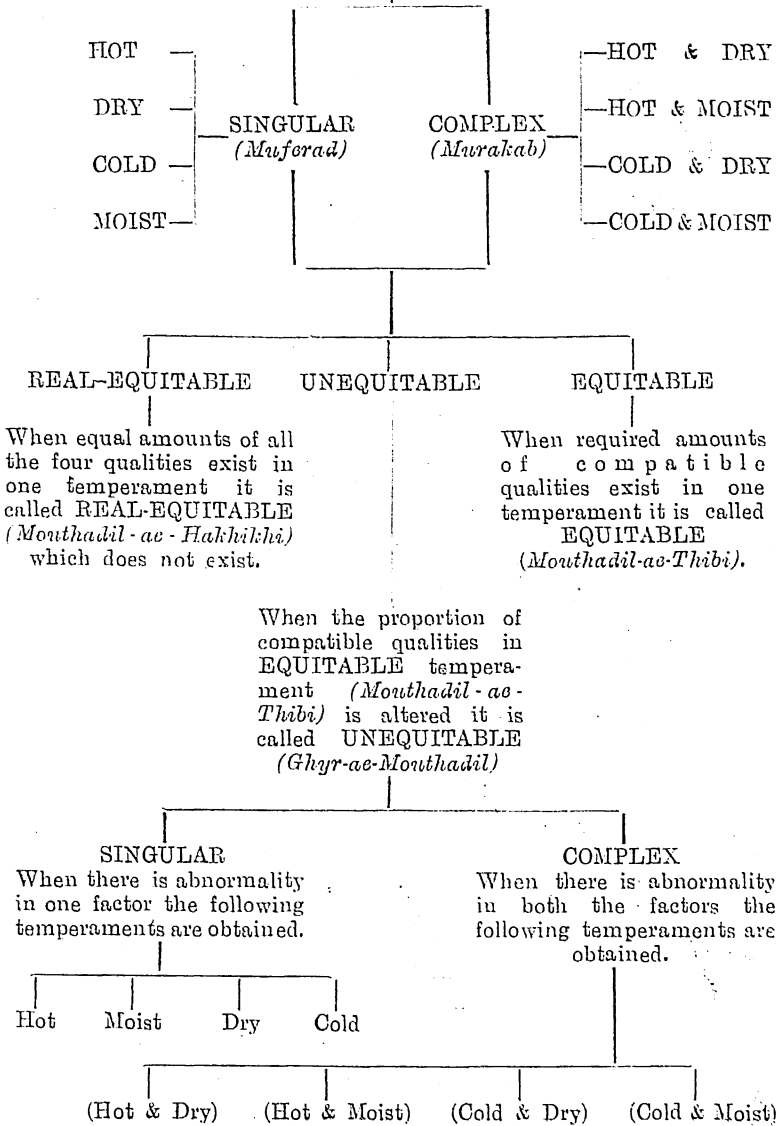 HOT
DRY
COLD
MOIST
SINGULAR
(Muferad)
COMPLEX
(Murakab)
HOT & DRY
HOT & MOIST
COLD & DRY
COLD & MOIST
REAL-EQUITABLE
When equal amounts of all
the four qualities exist in
one temperament it is
called REAL-EQUITABLE
(Mouthadil - ae - Hakhikhi)
which does not exist.
UNEQUITABLE
EQUITABLE
When required amounts
of compatible
qualities exist in one
temperament it is called
EQUITABLE
(Mouthadil-ae-Thibi).
When the proportion of
compatible qualities in
EQUITABLE tempera-
ment (Mouthadil - ae -
Thibi) is altered it is
called UNEQUITABLE
(Ghyr-ae-Mouthadil)
SINGULAR
When there is abnormality
in one factor the following
temperaments are obtained.
Hot Moist Dry Cold
COMPLEX
When there is abnormality
in both the factors the
following temperaments are
obtained.
(Hot & Dry) (Hot & Moist) (Cold & Dry) (Cold & Moist)